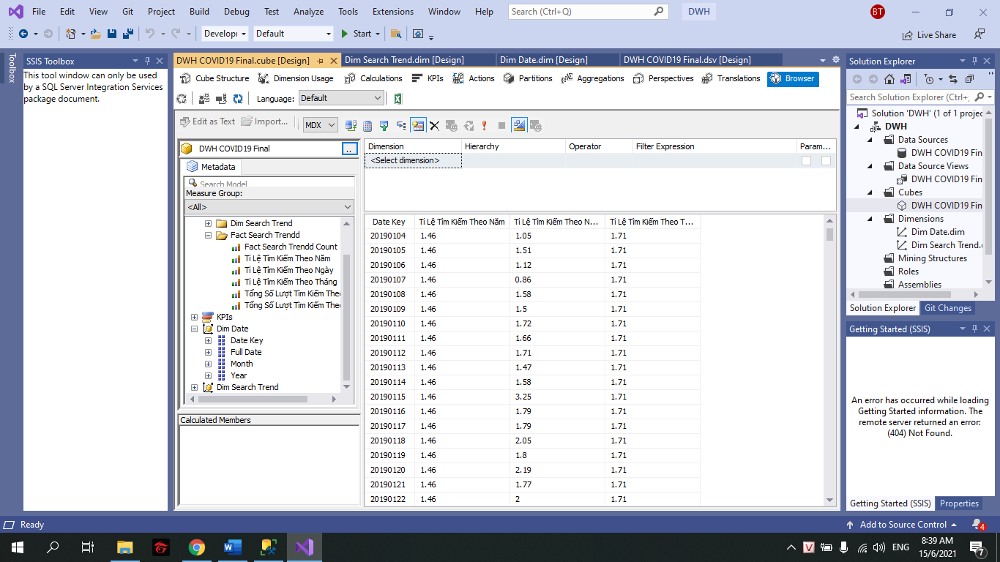 File Edit View Git Project Build Debug Test Analyze Tools Extensions Window Help Search (Ctrl+Q) DWH BT
Develop Default Start Live Share
Toolbox
SSIS Toolbox
This tool window can only be used
by a SQL Server Integration Services
package document.
DWH COVID19 Final.cube [Design] Dim Search Trend.dim [Design] Dim Date.dim [Design] DWH COVID19 Final.dsv [Design]
Cube Structure Dimension Usage Calculations KPIs Actions Partitions Aggregations Perspectives Translations Browser
Language: Default
Edit as Text Import... MDX
DWH COVID19 Final ..
Metadata
Search Model
Measure Group:
<All>
Dim Search Trend
Fact Search Trendd
Fact Search Trendd Count
Tỉ Lệ Tìm Kiếm Theo Năm
Tỉ Lệ Tìm Kiếm Theo Ngày
Tỉ Lệ Tìm Kiếm Theo Tháng
Tổng Số Lượt Tìm Kiếm The
Tổng Số Lượt Tìm Kiếm The
KPIs
Dim Date
Date Key
Full Date
Month
Year
Dim Search Trend
Calculated Members
Dimension Hierarchy Operator Filter Expression Param...
<Select dimension>
Date Key Tỉ Lệ Tìm Kiếm Theo Năm Tỉ Lệ Tìm Kiếm Theo N... Tỉ Lệ Tìm Kiếm Theo T...
20190104 1.46 1.05 1.71
20190105 1.46 1.51 1.71
20190106 1.46 1.12 1.71
20190107 1.46 0.86 1.71
20190108 1.46 1.58 1.71
20190109 1.46 1.5 1.71
20190110 1.46 1.72 1.71
20190111 1.46 1.66 1.71
20190112 1.46 1.71 1.71
20190113 1.46 1.47 1.71
20190114 1.46 1.58 1.71
20190115 1.46 3.25 1.71
20190116 1.46 1.79 1.71
20190117 1.46 1.79 1.71
20190118 1.46 2.05 1.71
20190119 1.46 1.8 1.71
20190120 1.46 2.19 1.71
20190121 1.46 1.77 1.71
20190122 1.46 2 1.71
Solution Explorer
Search Solution Explorer (Ctrl+;
Solution 'DWH' (1 of 1 projec
DWH
Data Sources
DWH COVID19 Fin
Data Source Views
DWH COVID19 Fin
Cubes
DWH COVID19 Fin
Dimensions
Dim Date.dim
Dim Search Trend.
Mining Structures
Roles
Assemblies
Solution Explorer Git Changes
Getting Started (SSIS)
An error has occurred while loading
Getting Started information. The
remote server returned an error:
(404) Not Found.
Getting Started (SSIS) Properties
Ready Add to Source Control 4
V ENG 8:39 AM
15/6/2021 7